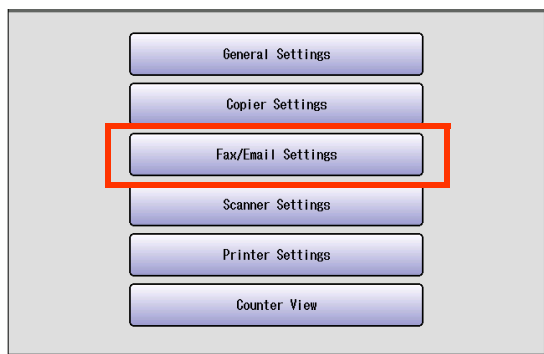 General Settings
Copier Settings
Fax/Email Settings
Scanner Settings
Printer Settings
Counter View